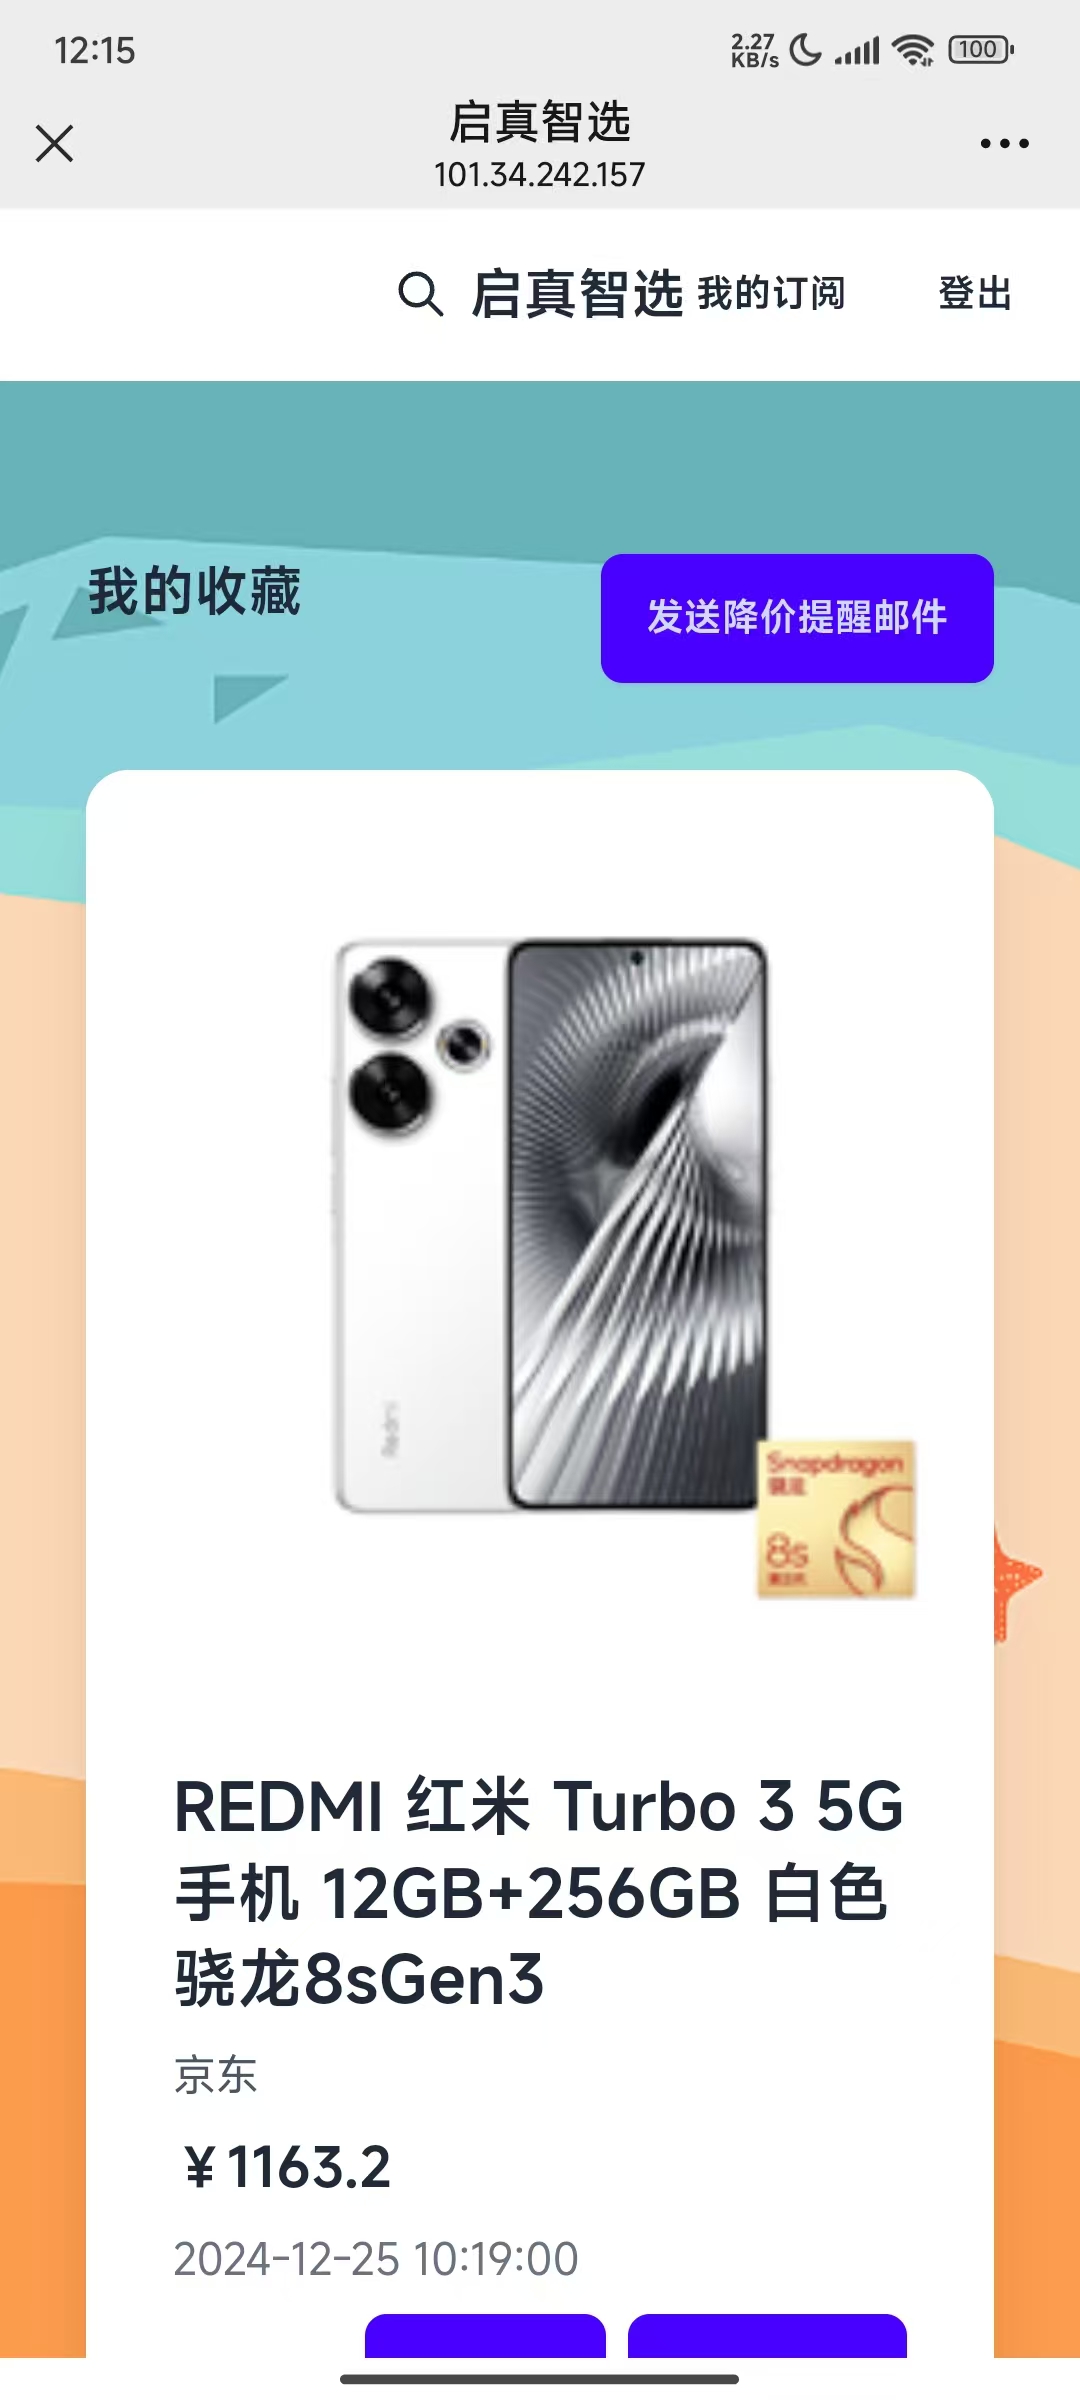 12:15
2.27
KB/s
100
启真智选
101.34.242.157
启真智选 我的订阅 登出
我的收藏
发送降价提醒邮件
Redmi
Snapdragon
骁龙
8s
REDMI 红米 Turbo 3 5G
手机 12GB+256GB 白色
骁龙8sGen3
京东
¥1163.2
2024-12-25 10:19:00